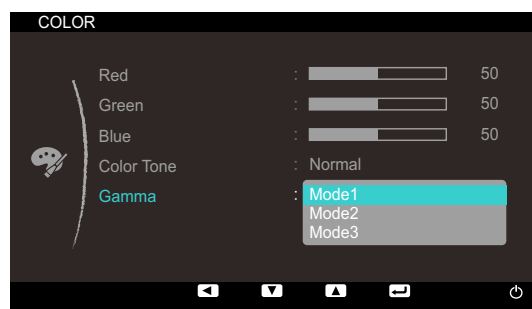 COLOR
Red : 50
Green : 50
Blue : 50
Color Tone : Normal
Gamma : Mode1
Mode2
Mode3